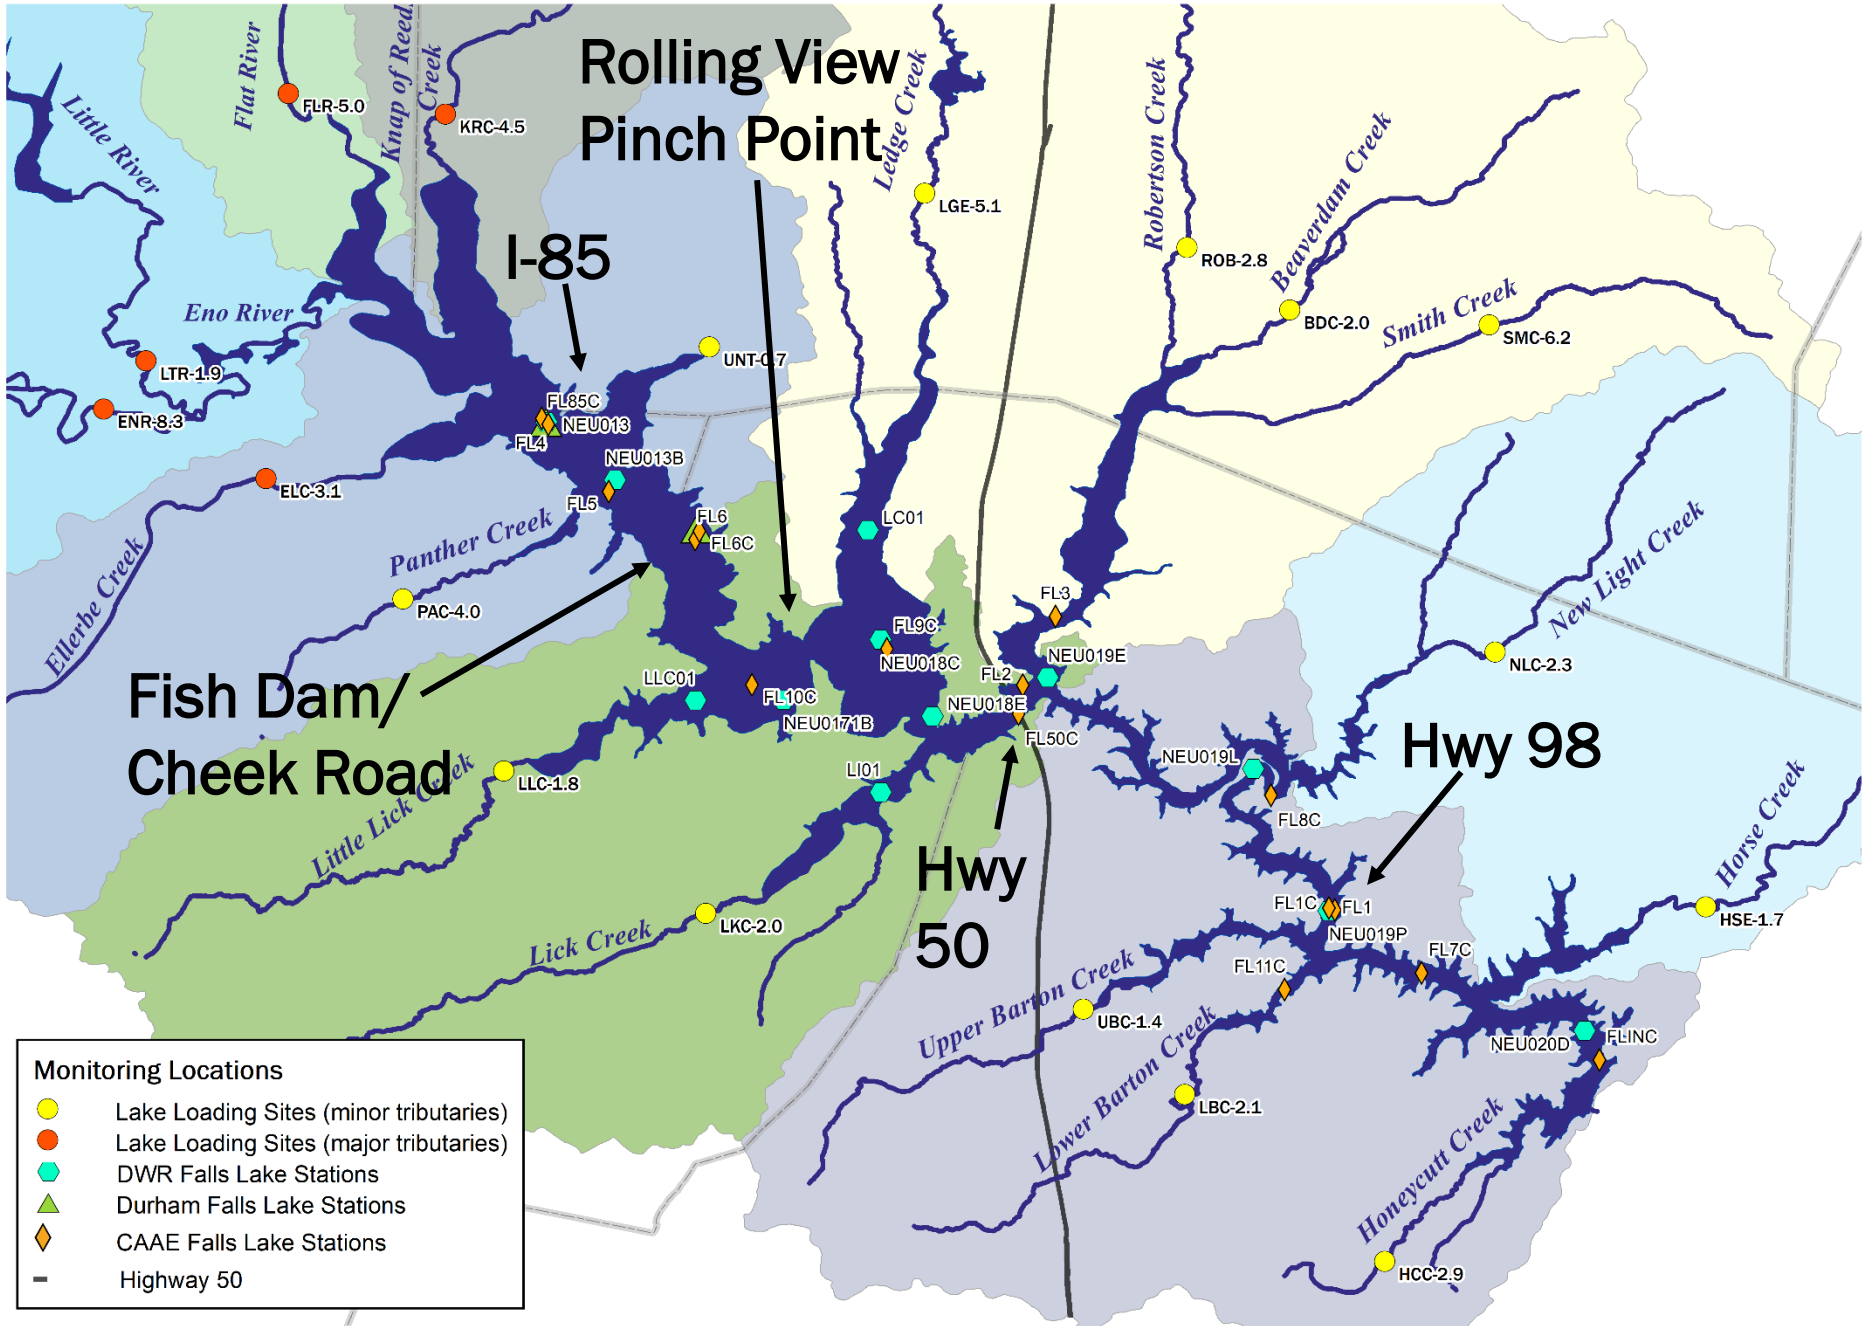 Rolling View
Pinch Point
I-85
Fish Dam/
Cheek Road
Hwy
50
Hwy 98
Flat River
Knap of Reeds
Creek
Little River
Eno River
Ledge Creek
Robertson Creek
Beaverdam Creek
Smith Creek
New Light Creek
Horse Creek
Ellerbe Creek
Panther Creek
Little Lick Creek
Lick Creek
Upper Barton Creek
Lower Barton Creek
Honeycutt Creek
FLR-5.0
KRC-4.5
LGE-5.1
ROB-2.8
BDC-2.0
SMC-6.2
UNT-0.7
LTR-1.9
ENR-8.3
ELC-3.1
PAC-4.0
LLC-1.8
LKC-2.0
NLC-2.3
HSE-1.7
UBC-1.4
LBC-2.1
HCC-2.9
FL85C
NEU013
FL4
NEU013B
FL5
FL6
FL6C
LC01
FL3
FL9C
NEU018C
NEU019E
FL2
LLC01
FL10C
NEU0171B
NEU018E
FL50C
LI01
NEU019L
FL8C
FL1C
FL1
NEU019P
FL7C
FL11C
NEU020D
FLINC
Monitoring Locations
Lake Loading Sites (minor tributaries)
Lake Loading Sites (major tributaries)
DWR Falls Lake Stations
Durham Falls Lake Stations
CAAE Falls Lake Stations
Highway 50